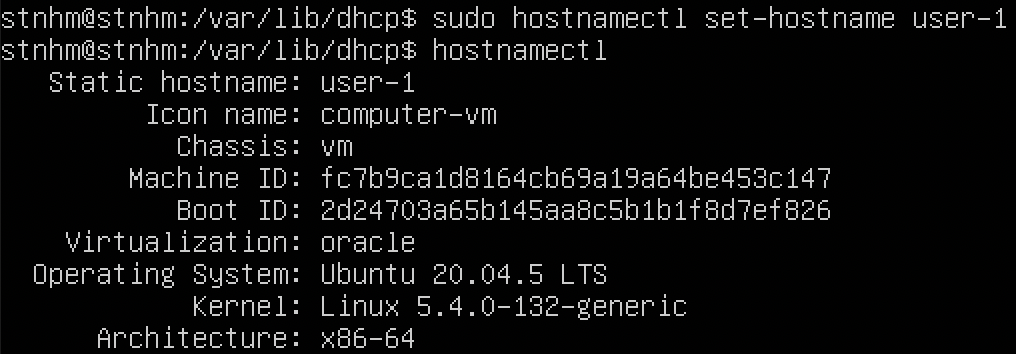 stnhm@stnhm:/var/lib/dhcp$ sudo hostnamectl set-hostname user-1
stnhm@stnhm:/var/lib/dhcp$ hostnamectl
Static hostname: user-1
Icon name: computer-vm
Chassis: vm
Machine ID: fc7b9ca1d8164cb69a19a64be453c147
Boot ID: 2d24703a65b145aa8c5b1b1f8d7ef826
Virtualization: oracle
Operating System: Ubuntu 20.04.5 LTS
Kernel: Linux 5.4.0-132-generic
Architecture: x86-64